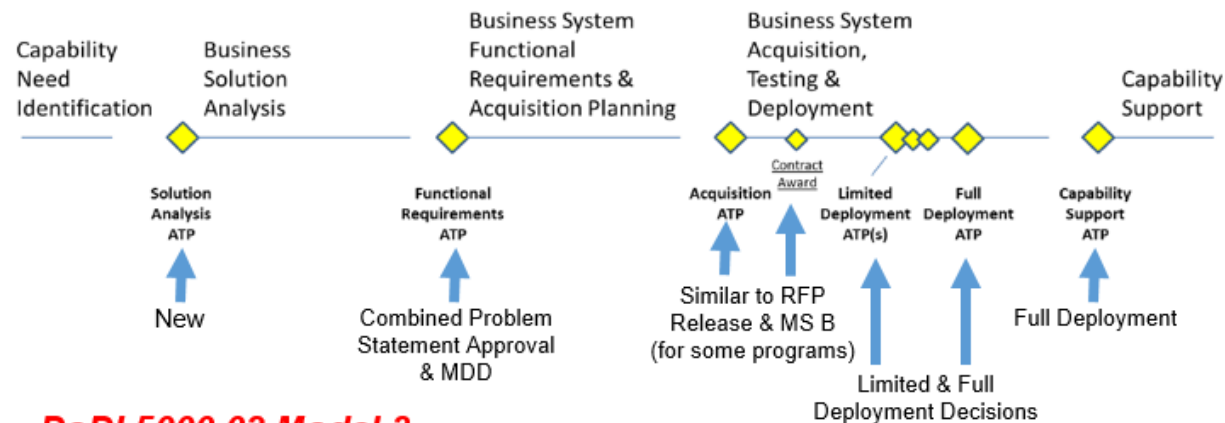 Capability
Need
Identification
Business
Solution
Analysis
Business System
Functional
Requirements &
Acquisition Planning
Business System
Acquisition,
Testing &
Deployment
Capability
Support
Solution
Analysis
ATP
Functional
Requirements
ATP
Acquisition
ATP
Contract
Award
Limited
Deployment
ATP(s)
Full
Deployment
ATP
Capability
Support
ATP
New
Combined Problem
Statement Approval
& MDD
Similar to RFP
Release & MS B
(for some programs)
Limited & Full
Deployment Decisions
Full Deployment